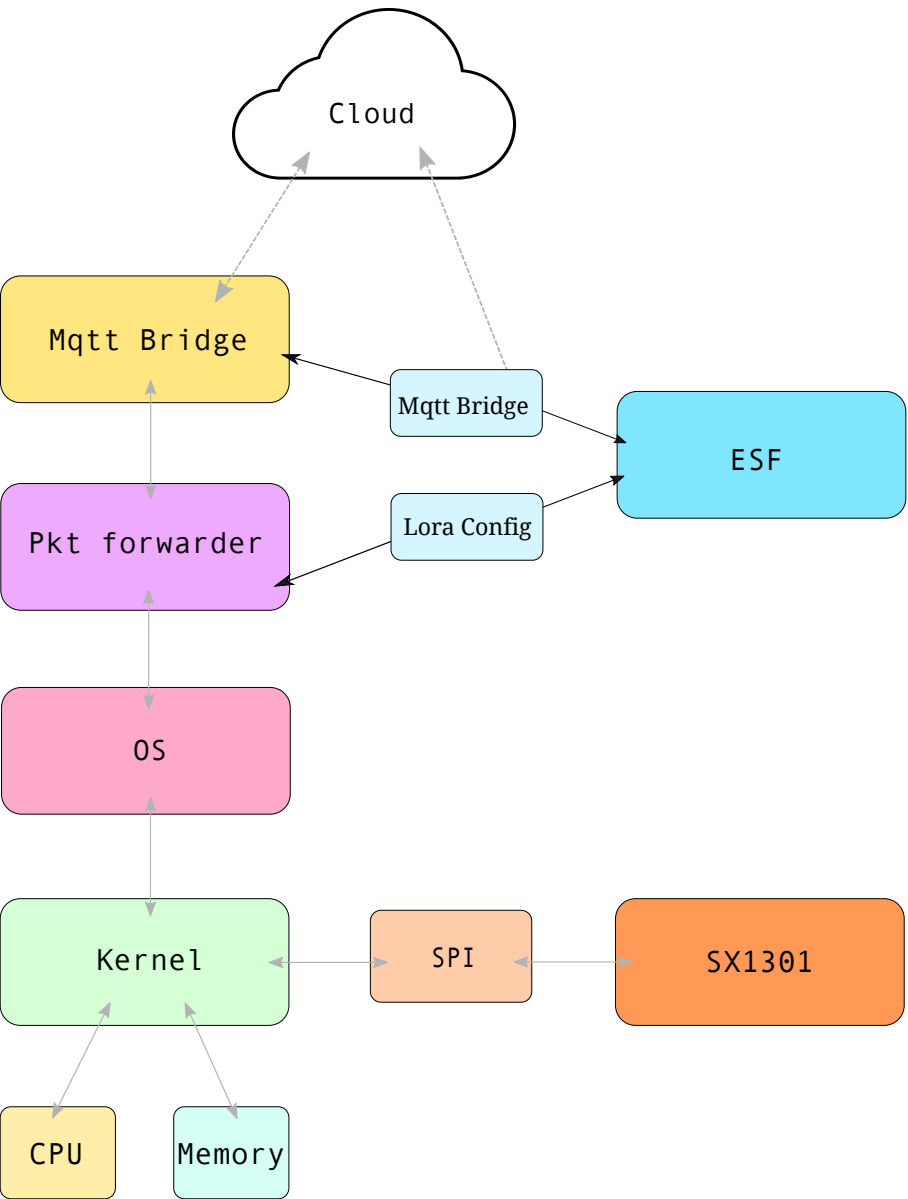 Cloud
Mqtt Bridge
Mqtt Bridge
ESF
Pkt forwarder
Lora Config
OS
Kernel
SPI
SX1301
CPU
Memory